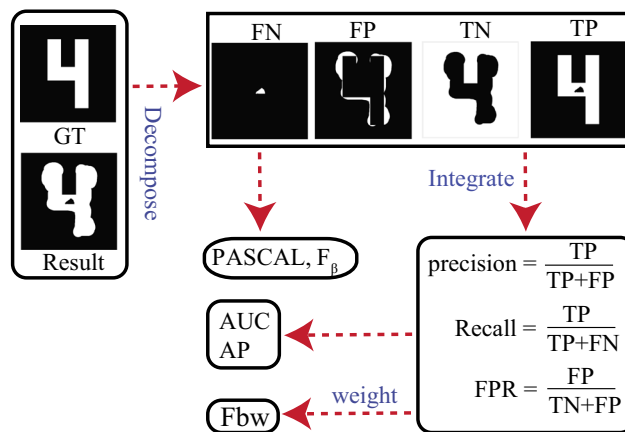 FN FP TN TP
GT
Decompose
Result
Integrate
PASCAL, Fβ
precision = TP / TP+FP
AUC
AP
Recall = TP / TP+FN
FPR = FP / TN+FP
weight
Fbw